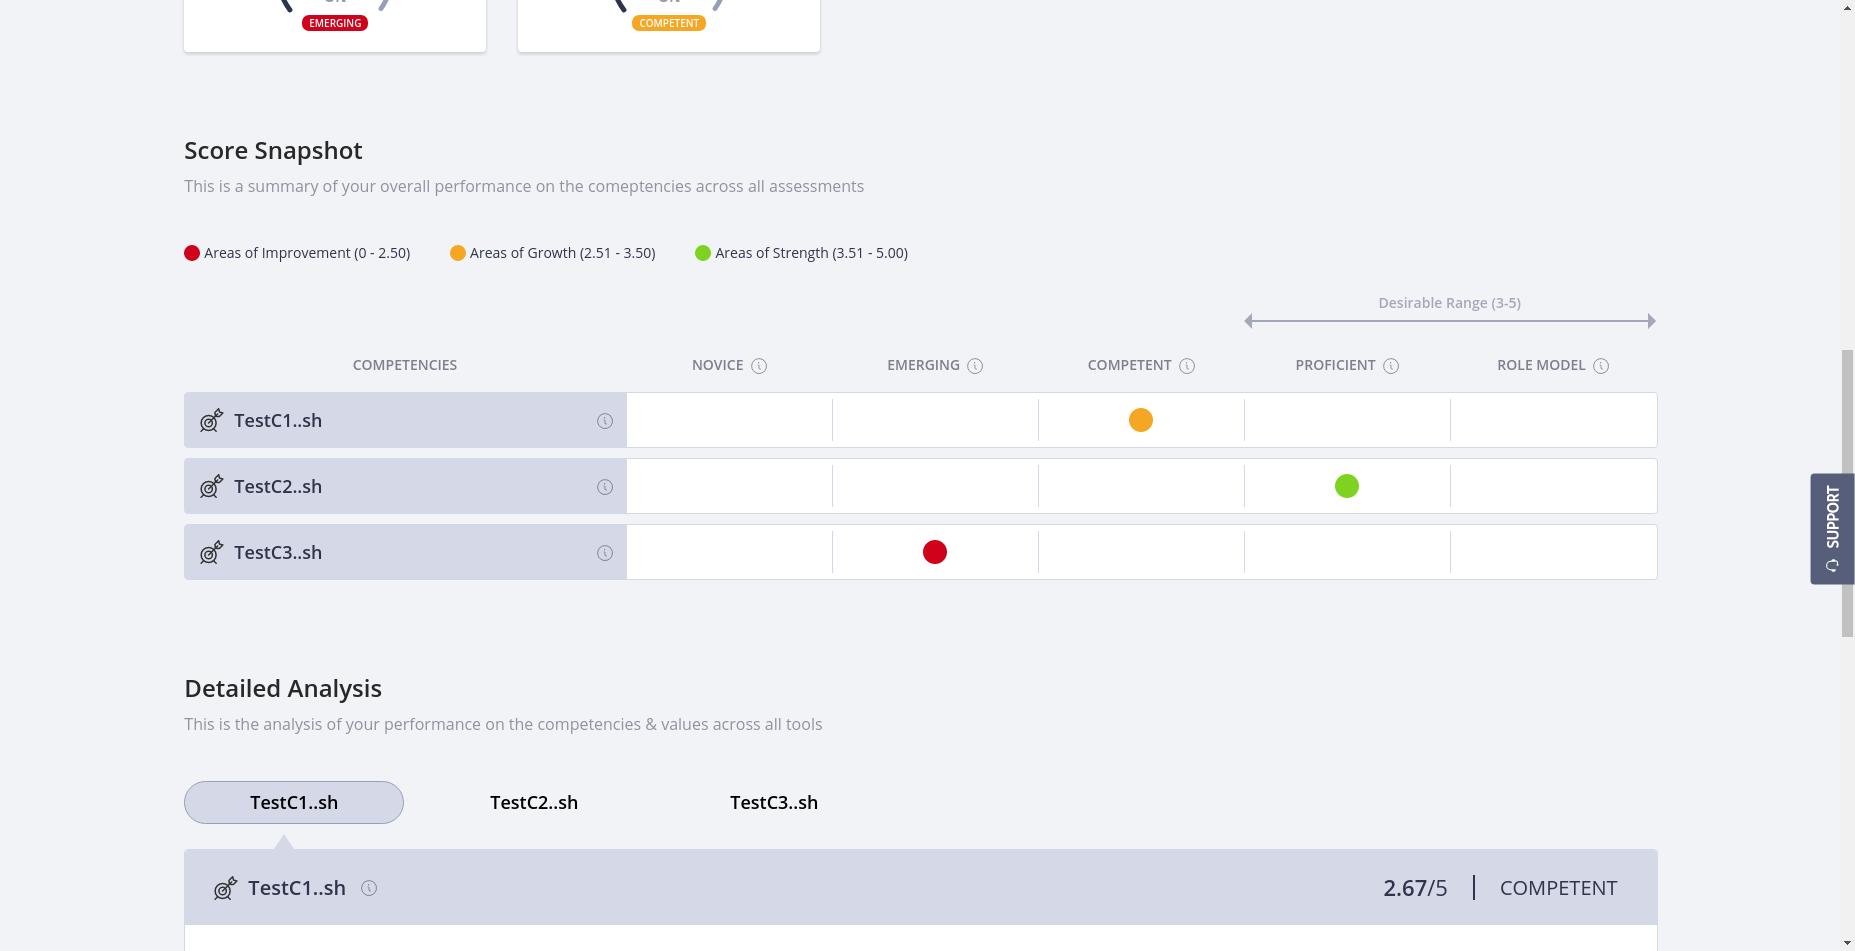 EMERGING
COMPETENT
Score Snapshot
This is a summary of your overall performance on the comeptencies across all assessments
Areas of Improvement (0 - 2.50)
Areas of Growth (2.51 - 3.50)
Areas of Strength (3.51 - 5.00)
Desirable Range (3-5)
COMPETENCIES
NOVICE
EMERGING
COMPETENT
PROFICIENT
ROLE MODEL
TestC1..sh
TestC2..sh
TestC3..sh
SUPPORT
Detailed Analysis
This is the analysis of your performance on the competencies & values across all tools
TestC1..sh
TestC2..sh
TestC3..sh
TestC1..sh
2.67/5
COMPETENT